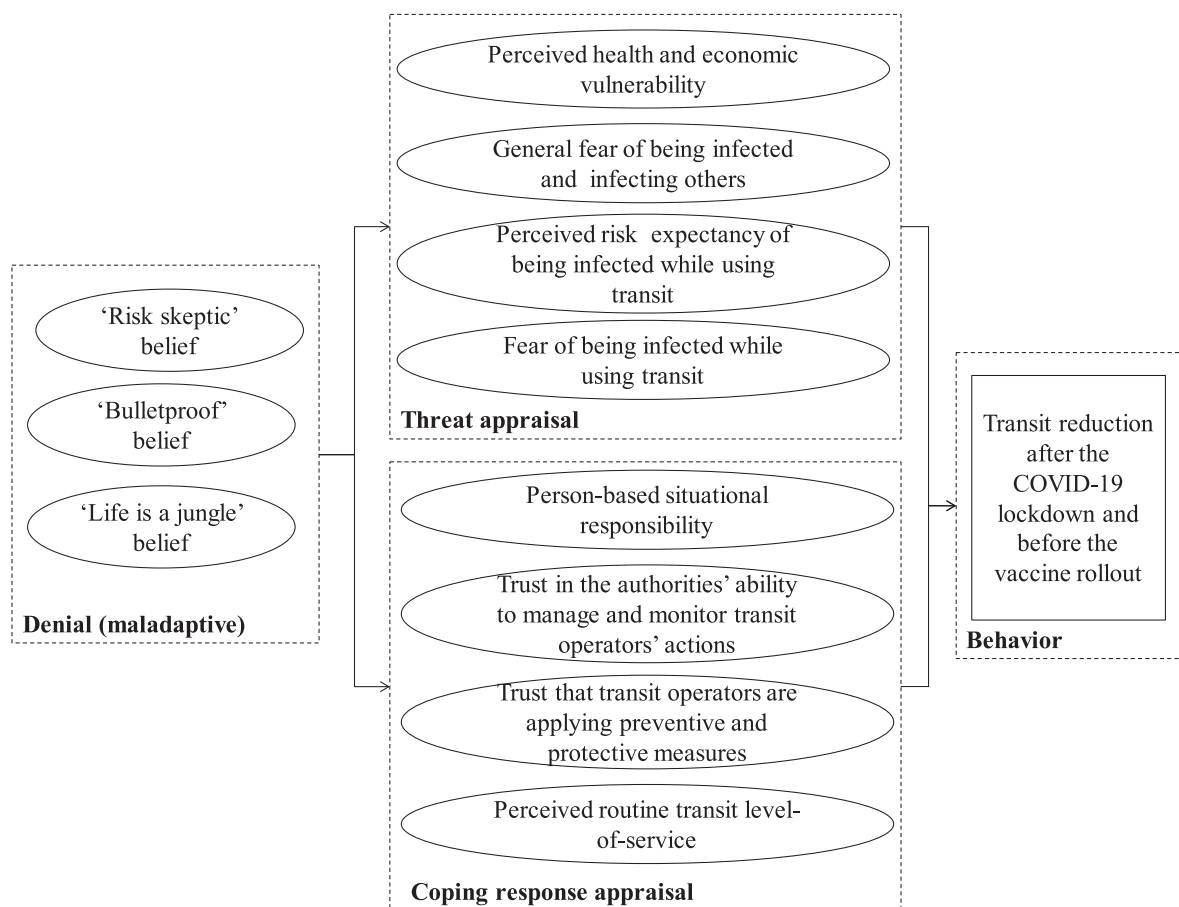 Perceived health and economic
vulnerability
General fear of being infected
and infecting others
Perceived risk expectancy of
being infected while using
transit
Fear of being infected while
using transit
Threat appraisal
‘Risk skeptic’
belief
‘Bulletproof’
belief
‘Life is a jungle’
belief
Denial (maladaptive)
Person-based situational
responsibility
Trust in the authorities’ ability
to manage and monitor transit
operators’ actions
Trust that transit operators are
applying preventive and
protective measures
Perceived routine transit level-
of-service
Coping response appraisal
Transit reduction
after the
COVID-19
lockdown and
before the
vaccine rollout
Behavior